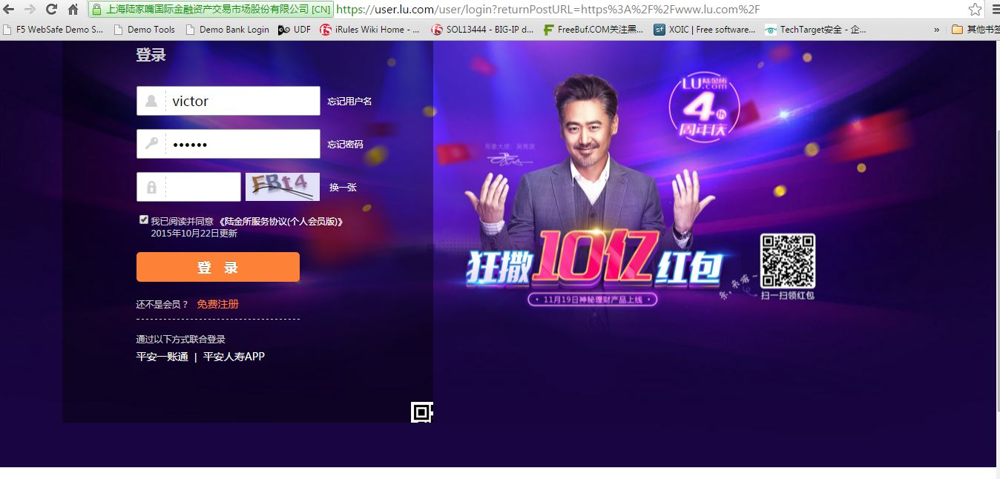 上海陆家嘴国际金融资产交易市场股份有限公司 [CN] https://user.lu.com/user/login?returnPostURL=https%3A%2F%2Fwww.lu.com%2F
F5 WebSafe Demo S... Demo Tools Demo Bank Login UDF iRules Wiki Home - ... SOL13444 - BIG-IP d... FreeBuf.COM关注黑... XOIC | Free software... TechTarget安全 - 企... » 其他书签
登录
victor 忘记用户名
•••••• 忘记密码
FBt4 换一张
我已阅读并同意 《陆金所服务协议(个人会员版)》
2015年10月22日更新
登 录
还不是会员？ 免费注册
通过以下方式联合登录
平安一账通 | 平安人寿APP
LU陆金所
.com
4th
周年庆
形象大使：吴秀波
狂撒10亿红包
• 11月19日神秘理财产品上线 •
来,来嘛~
扫一扫领红包